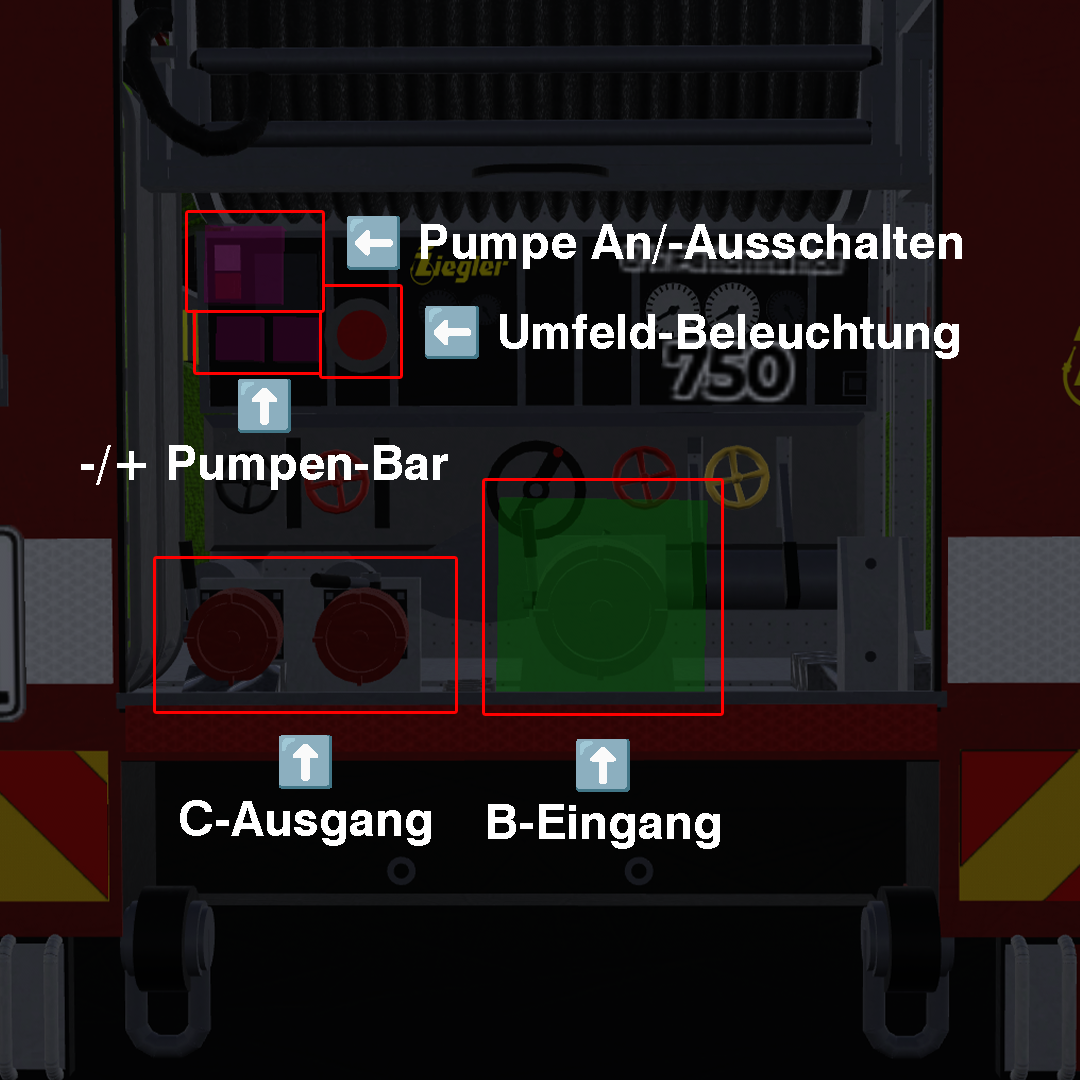 Pumpe An/-Ausschalten
Ziegler
Umfeld-Beleuchtung
750
-/+ Pumpen-Bar
C-Ausgang
B-Eingang